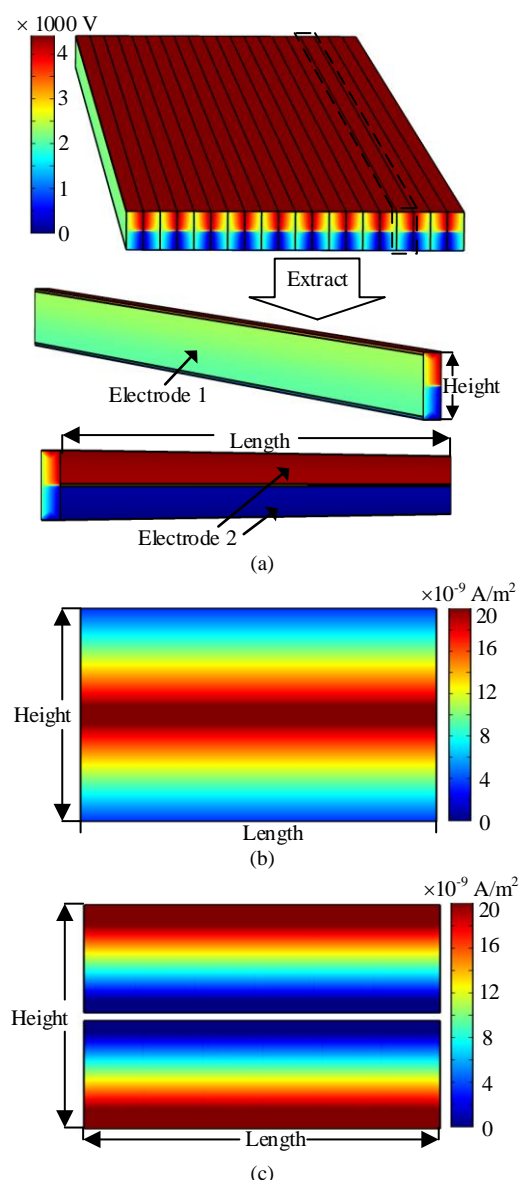 × 1000 V
4
3
2
1
0
Extract
Electrode 1
Height
Length
Electrode 2
(a)
×10⁻⁹ A/m²
20
16
12
8
4
0
Height
Length
(b)
×10⁻⁹ A/m²
20
16
12
8
4
0
Height
Length
(c)